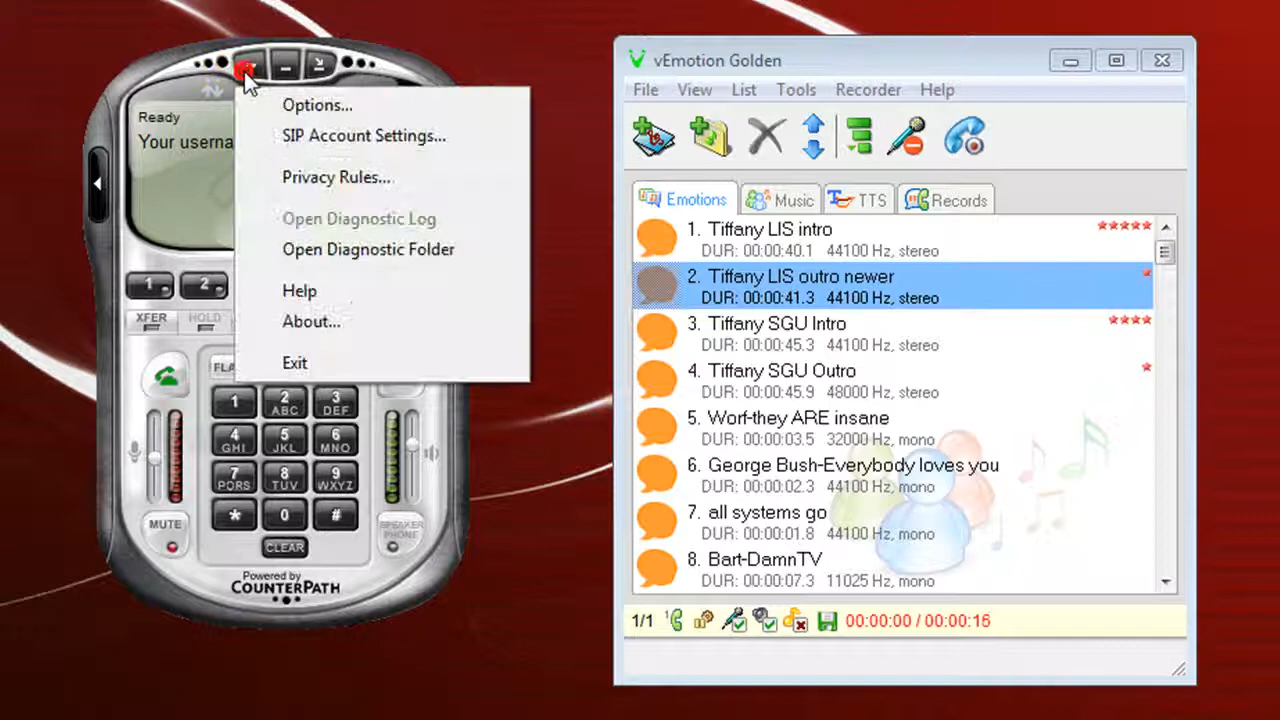 Ready
Your userna
Options...
SIP Account Settings...
Privacy Rules...
Open Diagnostic Log
Open Diagnostic Folder
Help
About...
Exit
1
2
XFER
HOLD
FLA
1
2 ABC
3 DEF
4 GHI
5 JKL
6 MNO
7 PQRS
8 TUV
9 WXYZ
*
0
#
MUTE
SPEAKER PHONE
CLEAR
Powered by
COUNTERPATH
vEmotion Golden
File View List Tools Recorder Help
Emotions Music TTS Records
1. Tiffany LIS intro
DUR: 00:00:40.1 44100 Hz, stereo
2. Tiffany LIS outro newer
DUR: 00:00:41.3 44100 Hz, stereo
3. Tiffany SGU Intro
DUR: 00:00:45.3 44100 Hz, stereo
4. Tiffany SGU Outro
DUR: 00:00:45.9 48000 Hz, stereo
5. Worf-they ARE insane
DUR: 00:00:03.5 32000 Hz, mono
6. George Bush-Everybody loves you
DUR: 00:00:02.3 44100 Hz, mono
7. all systems go
DUR: 00:00:01.8 44100 Hz, mono
8. Bart-DamnTV
DUR: 00:00:07.3 11025 Hz, mono
1/1 00:00:00 / 00:00:16